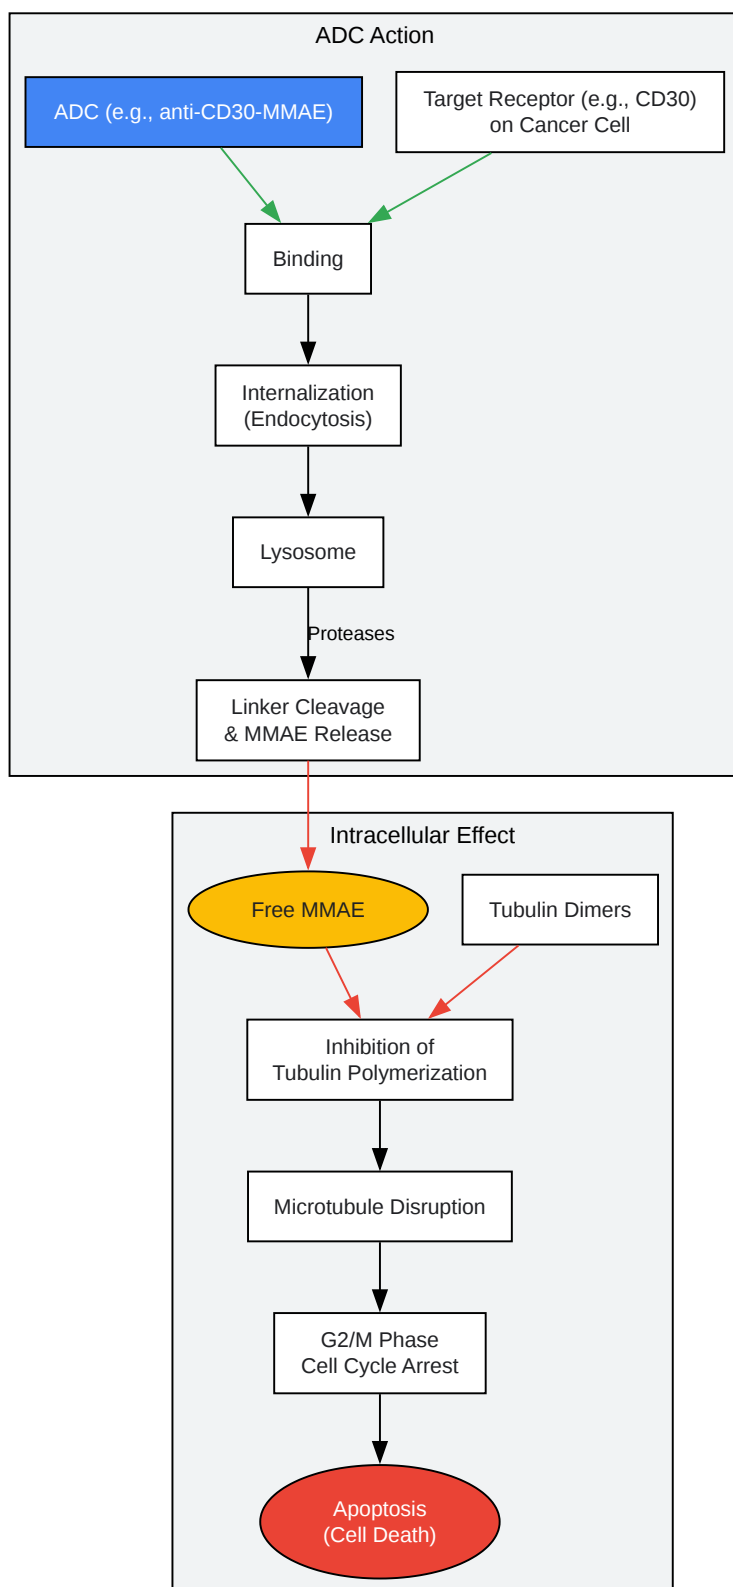 ADC Action
ADC (e.g., anti-CD30-MMAE)
Target Receptor (e.g., CD30)
on Cancer Cell
Binding
Internalization
(Endocytosis)
Lysosome
Proteases
Linker Cleavage
& MMAE Release
Intracellular Effect
Free MMAE
Tubulin Dimers
Inhibition of
Tubulin Polymerization
Microtubule Disruption
G2/M Phase
Cell Cycle Arrest
Apoptosis
(Cell Death)